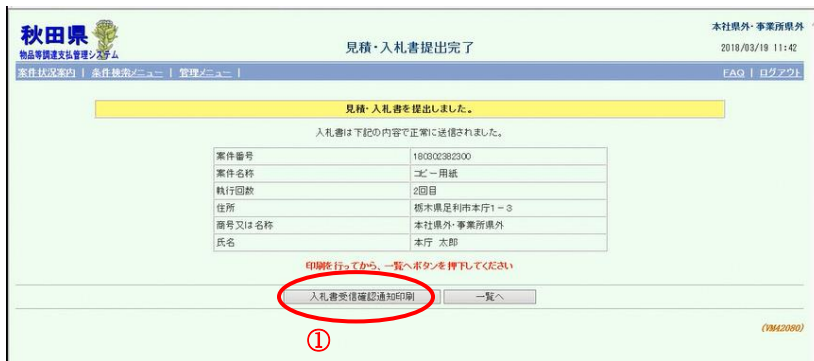 秋田県
物品等調達支払管理システム
見積・入札書提出完了
本社県外・事業所県外
2018/03/19 11:42
案件状況案内 | 条件検索メニュー | 管理メニュー |
FAQ | ログアウト
見積・入札書を提出しました。
入札書は下記の内容で正常に送信されました。
案件番号 180302382300
案件名称 コピー用紙
執行回数 2回目
住所 栃木県足利市本庁1-3
商号又は名称 本社県外・事業所県外
氏名 本庁 太郎
印刷を行ってから、一覧へボタンを押下してください
入札書受信確認通知印刷 一覧へ
①
(VM42080)